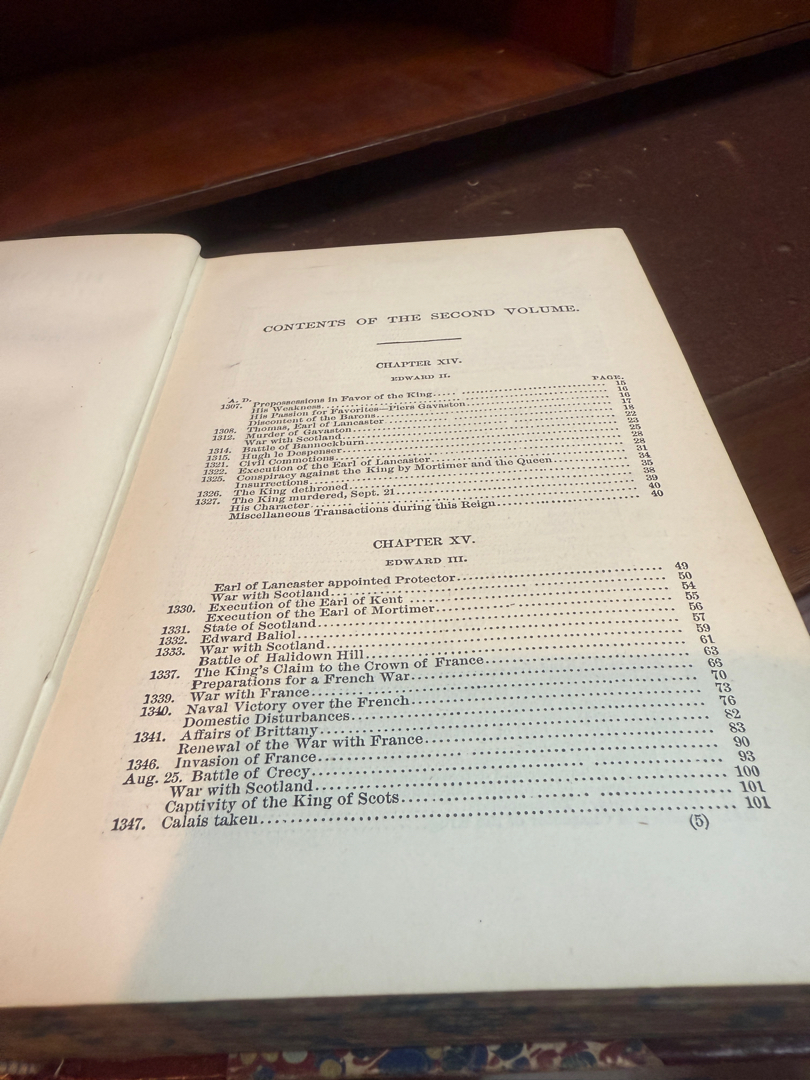 CONTENTS OF THE SECOND VOLUME.
CHAPTER XIV.
EDWARD II.
A. D. PAGE.
1307. Prepossessions in Favor of the King 15
His Weakness 16
His Passion for Favorites—Piers Gavaston 16
Discontent of the Barons 17
1308. Thomas, Earl of Lancaster 18
1312. Murder of Gavaston 22
War with Scotland 23
1314. Battle of Bannockburn 25
1315. Hugh le Despenser 28
1321. Civil Commotions 28
1322. Execution of the Earl of Lancaster 31
1325. Conspiracy against the King by Mortimer and the Queen 34
Insurrections 35
1326. The King dethroned 38
1327. The King murdered, Sept. 21 39
His Character 40
Miscellaneous Transactions during this Reign 40
CHAPTER XV.
EDWARD III.
Earl of Lancaster appointed Protector 49
War with Scotland 50
1330. Execution of the Earl of Kent 54
Execution of the Earl of Mortimer 55
1331. State of Scotland 56
1332. Edward Baliol 57
1333. War with Scotland 59
Battle of Halidown Hill 61
1337. The King's Claim to the Crown of France 63
Preparations for a French War 68
1339. War with France 70
1340. Naval Victory over the French 73
Domestic Disturbances 76
1341. Affairs of Brittany 82
Renewal of the War with France 83
1346. Invasion of France 90
Aug. 25. Battle of Crecy 93
War with Scotland 100
Captivity of the King of Scots 101
1347. Calais taken 101
(5)